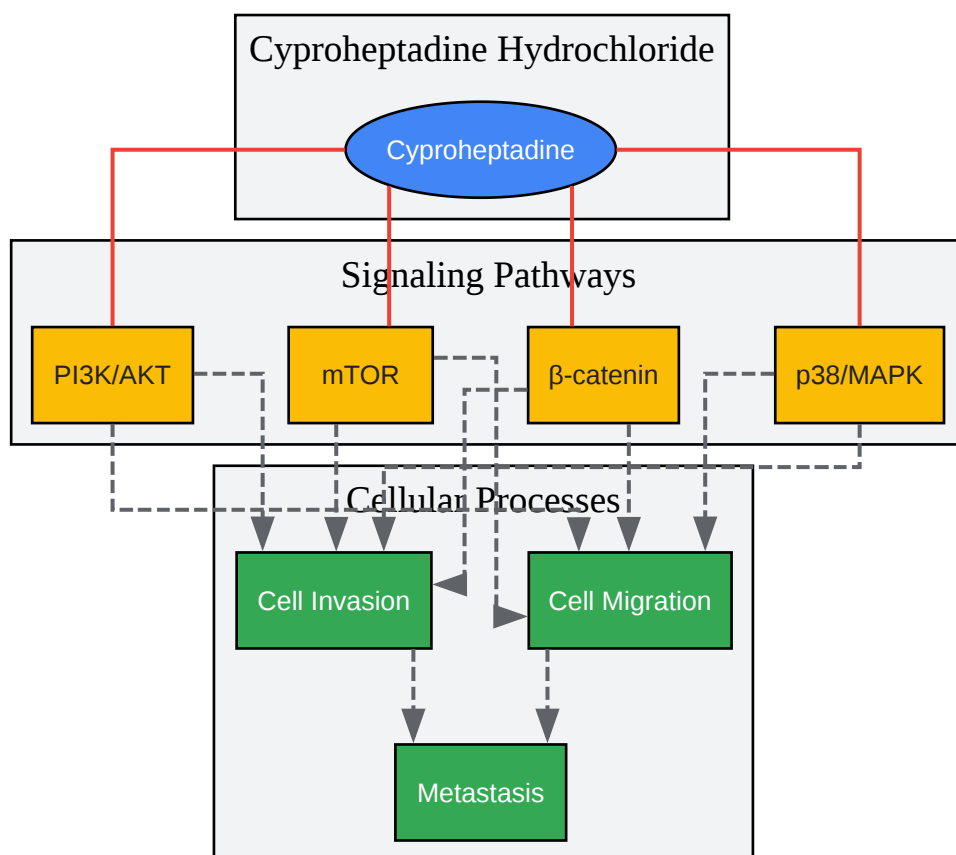 Cyproheptadine Hydrochloride
Cyproheptadine
Signaling Pathways
PI3K/AKT
mTOR
β-catenin
p38/MAPK
Cellular Processes
Cell Invasion
Cell Migration
Metastasis